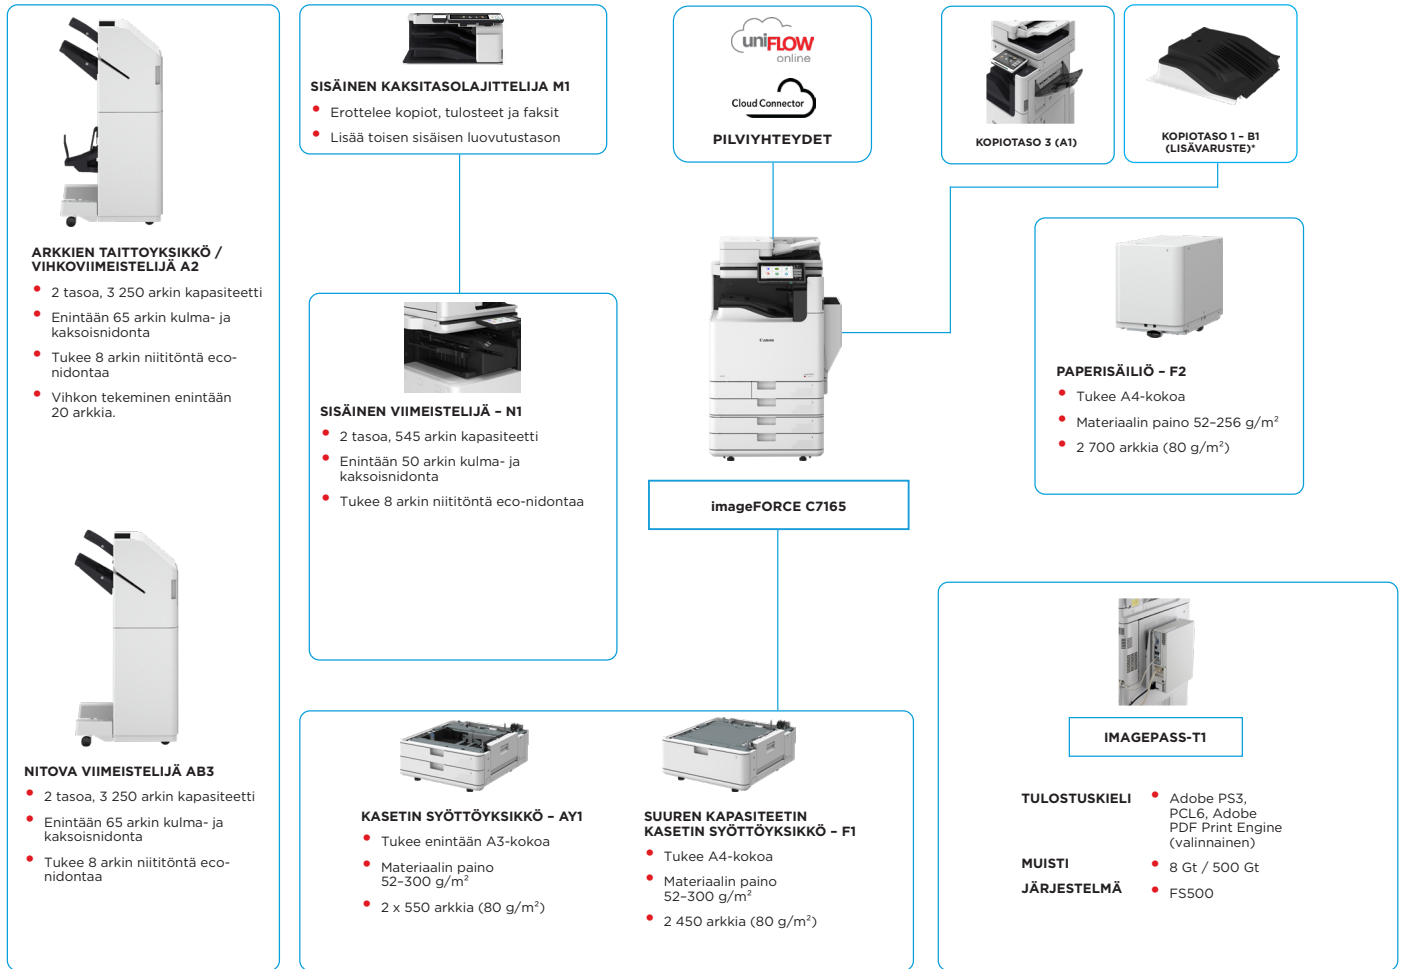 ARKKIEN TAITTOYKSIKKÖ /
VIHKOVIIMEISTELIJÄ A2
• 2 tasoa, 3 250 arkin kapasiteetti
• Enintään 65 arkin kulma- ja
kaksoisnidonta
• Tukee 8 arkin niititöntä eco-
nidontaa
• Vihkon tekeminen enintään
20 arkkia.
NITOVA VIIMEISTELIJÄ AB3
• 2 tasoa, 3 250 arkin kapasiteetti
• Enintään 65 arkin kulma- ja
kaksoisnidonta
• Tukee 8 arkin niititöntä eco-
nidontaa
SISÄINEN KAKSITASOLAJITTELIJA M1
• Erottelee kopiot, tulosteet ja faksit
• Lisää toisen sisäisen luovutustason
SISÄINEN VIIMEISTELIJÄ – N1
• 2 tasoa, 545 arkin kapasiteetti
• Enintään 50 arkin kulma- ja
kaksoisnidonta
• Tukee 8 arkin niititöntä eco-nidontaa
uniFLOW
online
Cloud Connector
PILVIYHTEYDET
Canon
imageFORCE C7165
KOPIOTASO 3 (A1)
KOPIOTASO 1 – B1
(LISÄVARUSTE)*
PAPERISÄILIÖ – F2
• Tukee A4-kokoa
• Materiaalin paino 52–256 g/m²
• 2 700 arkkia (80 g/m²)
KASETIN SYÖTTÖYKSIKKÖ – AY1
• Tukee enintään A3-kokoa
• Materiaalin paino
52–300 g/m²
• 2 x 550 arkkia (80 g/m²)
SUUREN KAPASITEETIN
KASETIN SYÖTTÖYKSIKKÖ – F1
• Tukee A4-kokoa
• Materiaalin paino
52–300 g/m²
• 2 450 arkkia (80 g/m²)
IMAGEPASS-T1
TULOSTUSKIELI • Adobe PS3,
PCL6, Adobe
PDF Print Engine
(valinnainen)
MUISTI • 8 Gt / 500 Gt
JÄRJESTELMÄ • FS500